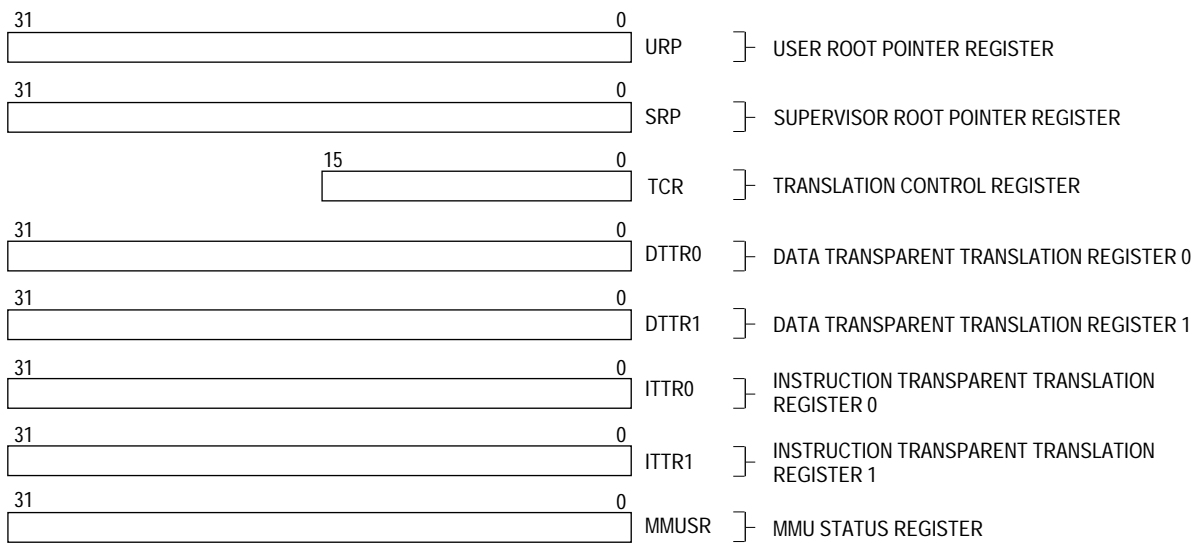 31 0
URP USER ROOT POINTER REGISTER
31 0
SRP SUPERVISOR ROOT POINTER REGISTER
15 0
TCR TRANSLATION CONTROL REGISTER
31 0
DTTR0 DATA TRANSPARENT TRANSLATION REGISTER 0
31 0
DTTR1 DATA TRANSPARENT TRANSLATION REGISTER 1
31 0
ITTR0 INSTRUCTION TRANSPARENT TRANSLATION
REGISTER 0
31 0
ITTR1 INSTRUCTION TRANSPARENT TRANSLATION
REGISTER 1
31 0
MMUSR MMU STATUS REGISTER